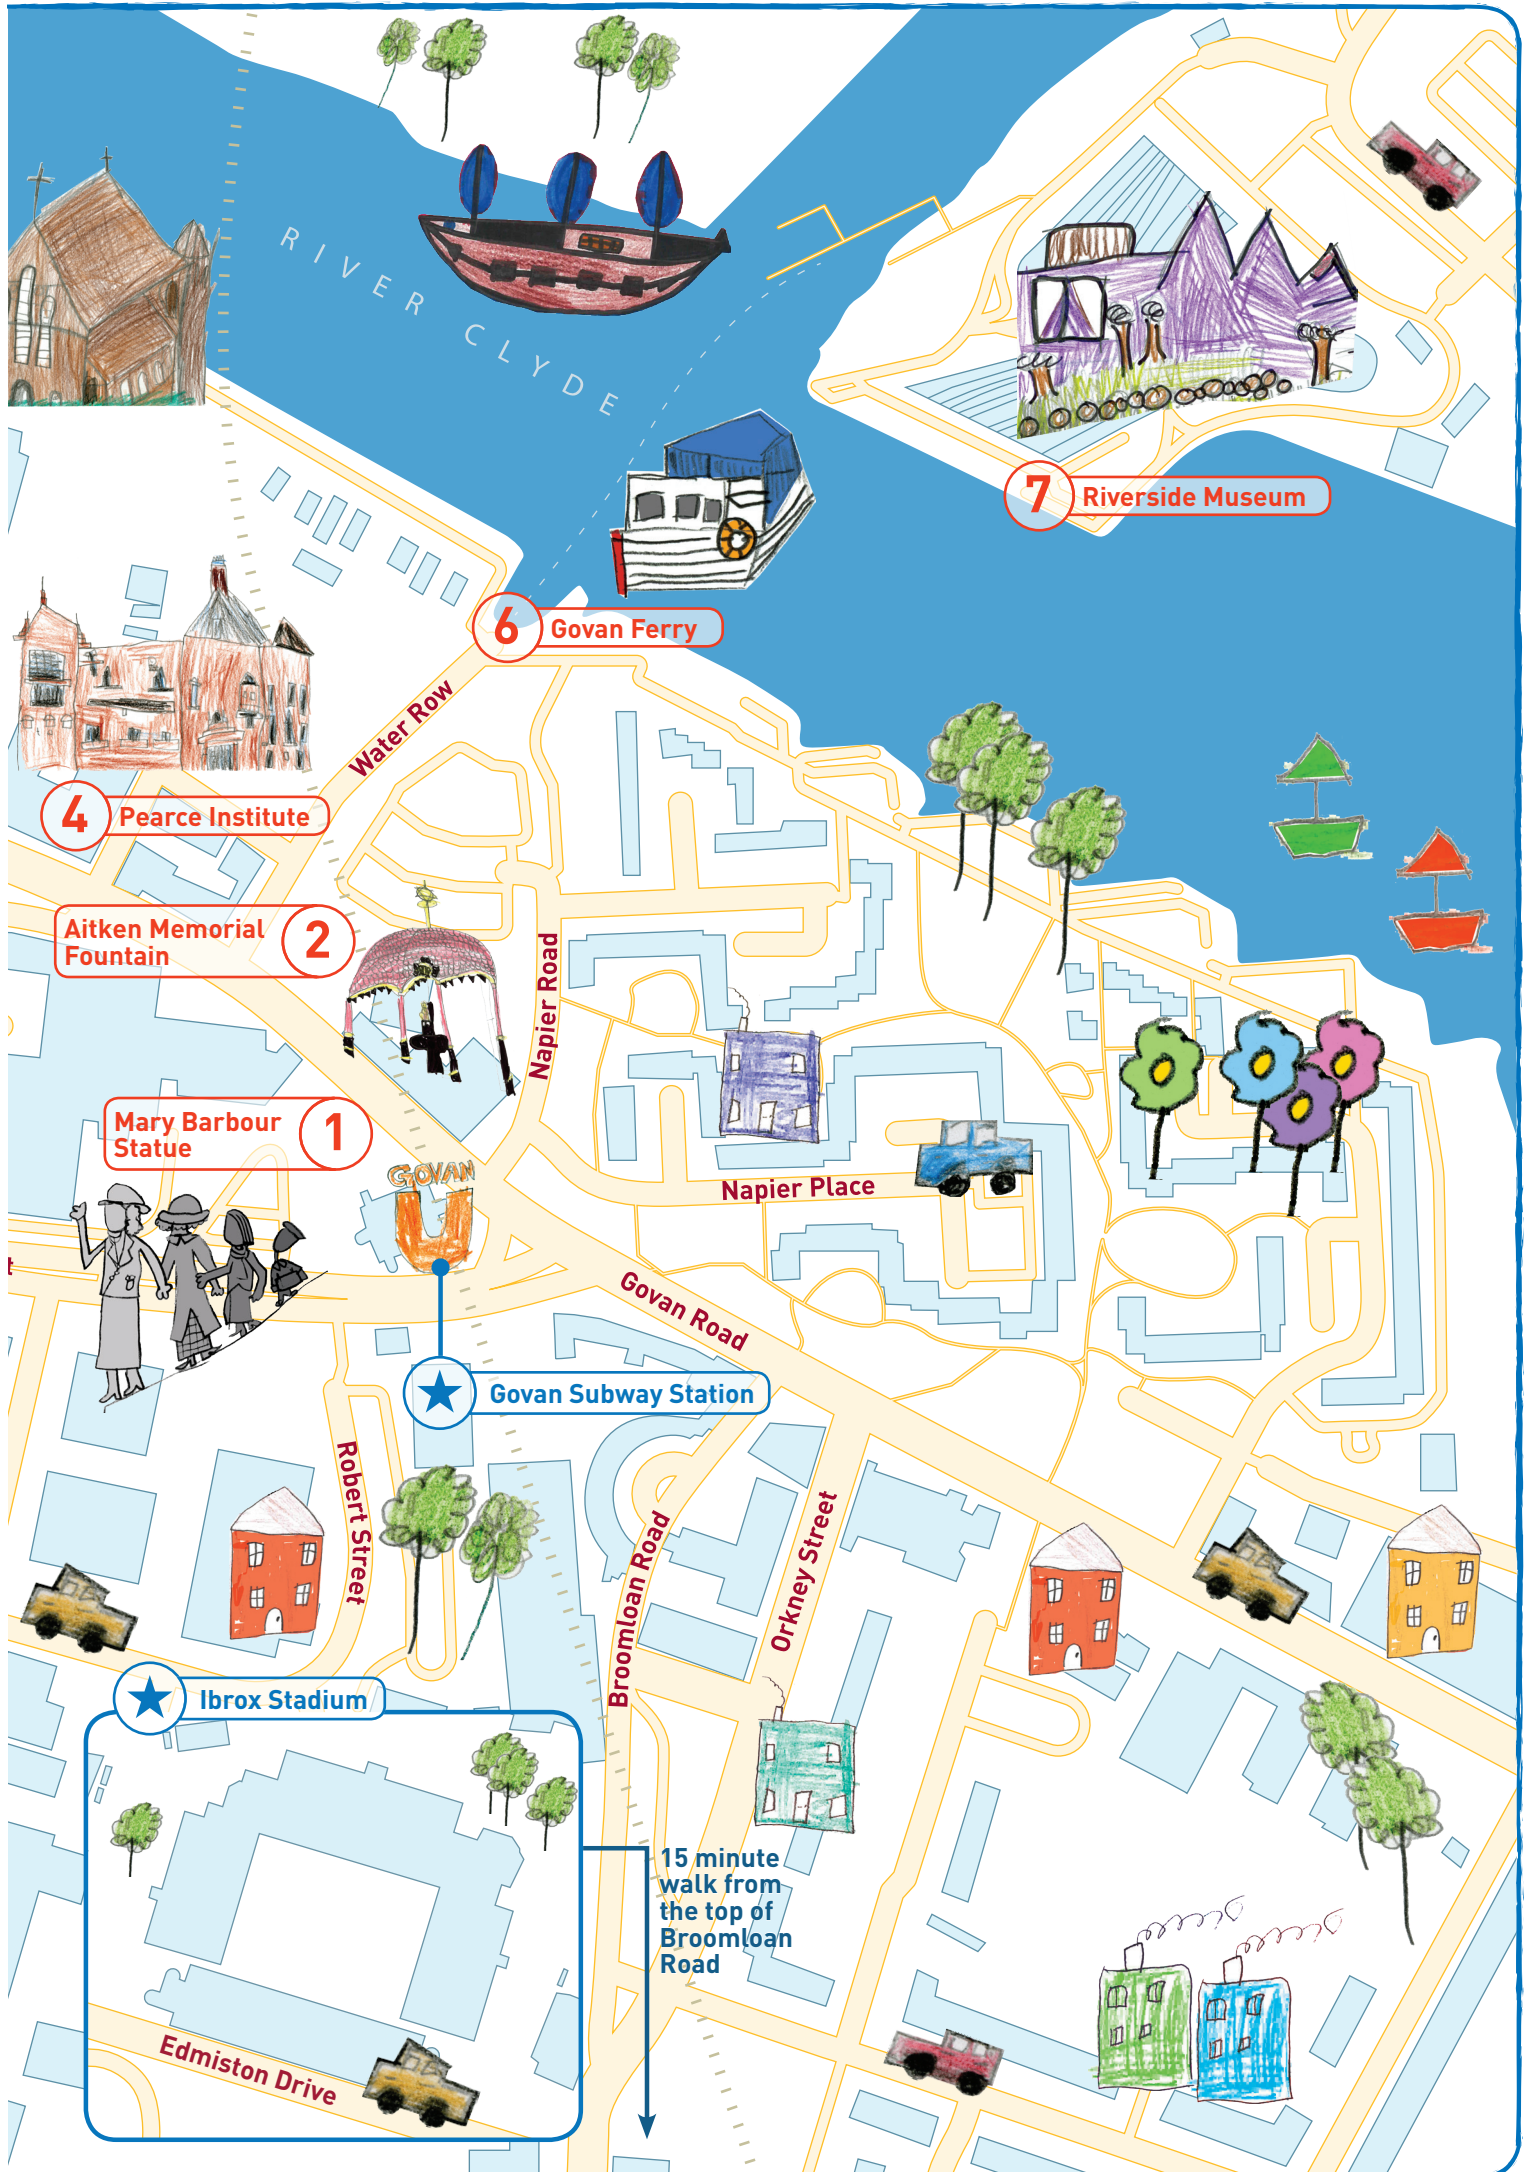 RIVER CLYDE
7
Riverside Museum
6
Govan Ferry
Water Row
4
Pearce Institute
Aitken Memorial
Fountain
2
Napier Road
Mary Barbour
Statue
1
GOVAN
U
Napier Place
t
Govan Road
Govan Subway Station
Robert Street
Broomloan Road
Orkney Street
Ibrox Stadium
15 minute
walk from
the top of
Broomloan
Road
Edmiston Drive